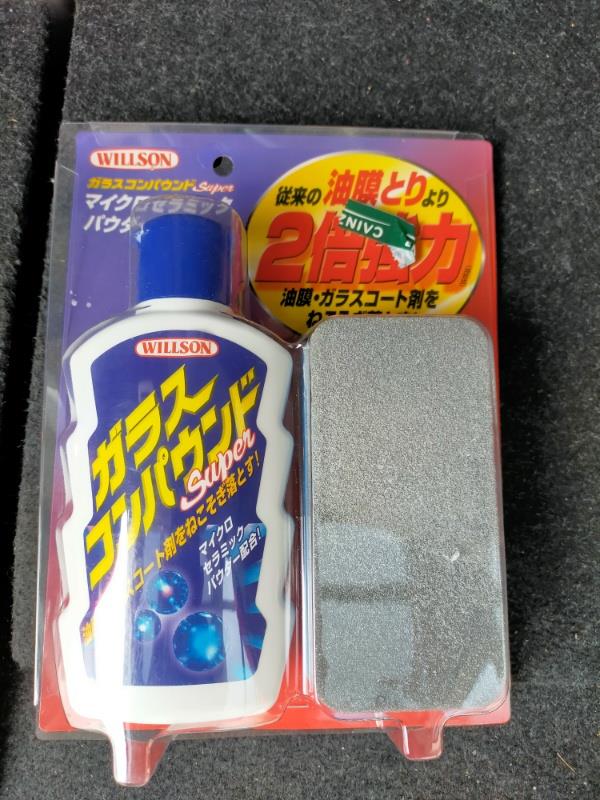 WILLSON
ガラスコンパウンドSuper
マイクロセラミック
パウダー
従来の油膜とりより
CAINZ
2倍強力
油膜・ガラスコート剤を
WILLSON
ガラス
コンパウンド
Super
コート剤をねこそぎ落とす!
マイクロ
セラミック
パウダー配合!